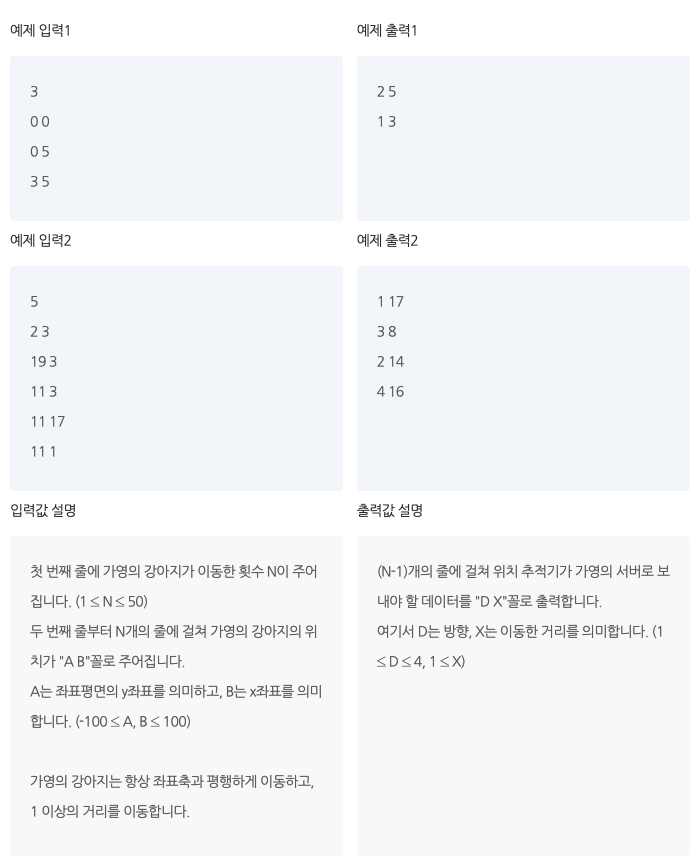 예제 입력1
3
0 0
0 5
3 5
예제 출력1
2 5
1 3
예제 입력2
5
2 3
19 3
11 3
11 17
11 1
예제 출력2
1 17
3 8
2 14
4 16
입력값 설명
첫 번째 줄에 가영의 강아지가 이동한 횟수 N이 주어
집니다. (1 ≤ N ≤ 50)
두 번째 줄부터 N개의 줄에 걸쳐 가영의 강아지의 위
치가 "A B"꼴로 주어집니다.
A는 좌표평면의 y좌표를 의미하고, B는 x좌표를 의미
합니다. (-100 ≤ A, B ≤ 100)
가영의 강아지는 항상 좌표축과 평행하게 이동하고,
1 이상의 거리를 이동합니다.
출력값 설명
(N-1)개의 줄에 걸쳐 위치 추적기가 가영의 서버로 보
내야 할 데이터를 "D X"꼴로 출력합니다.
여기서 D는 방향, X는 이동한 거리를 의미합니다. (1
≤ D ≤ 4, 1 ≤ X)